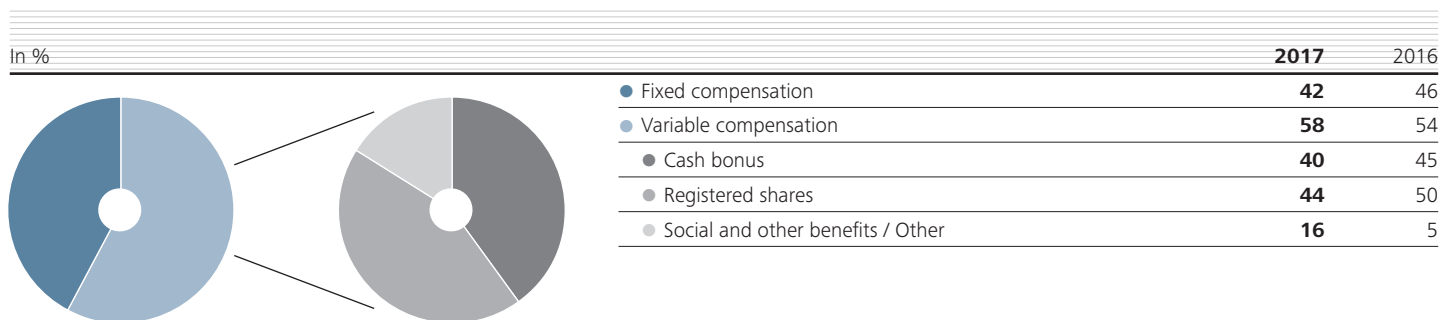 In % 2017 2016
Fixed compensation 42 46
Variable compensation 58 54
Cash bonus 40 45
Registered shares 44 50
Social and other benefits / Other 16 5